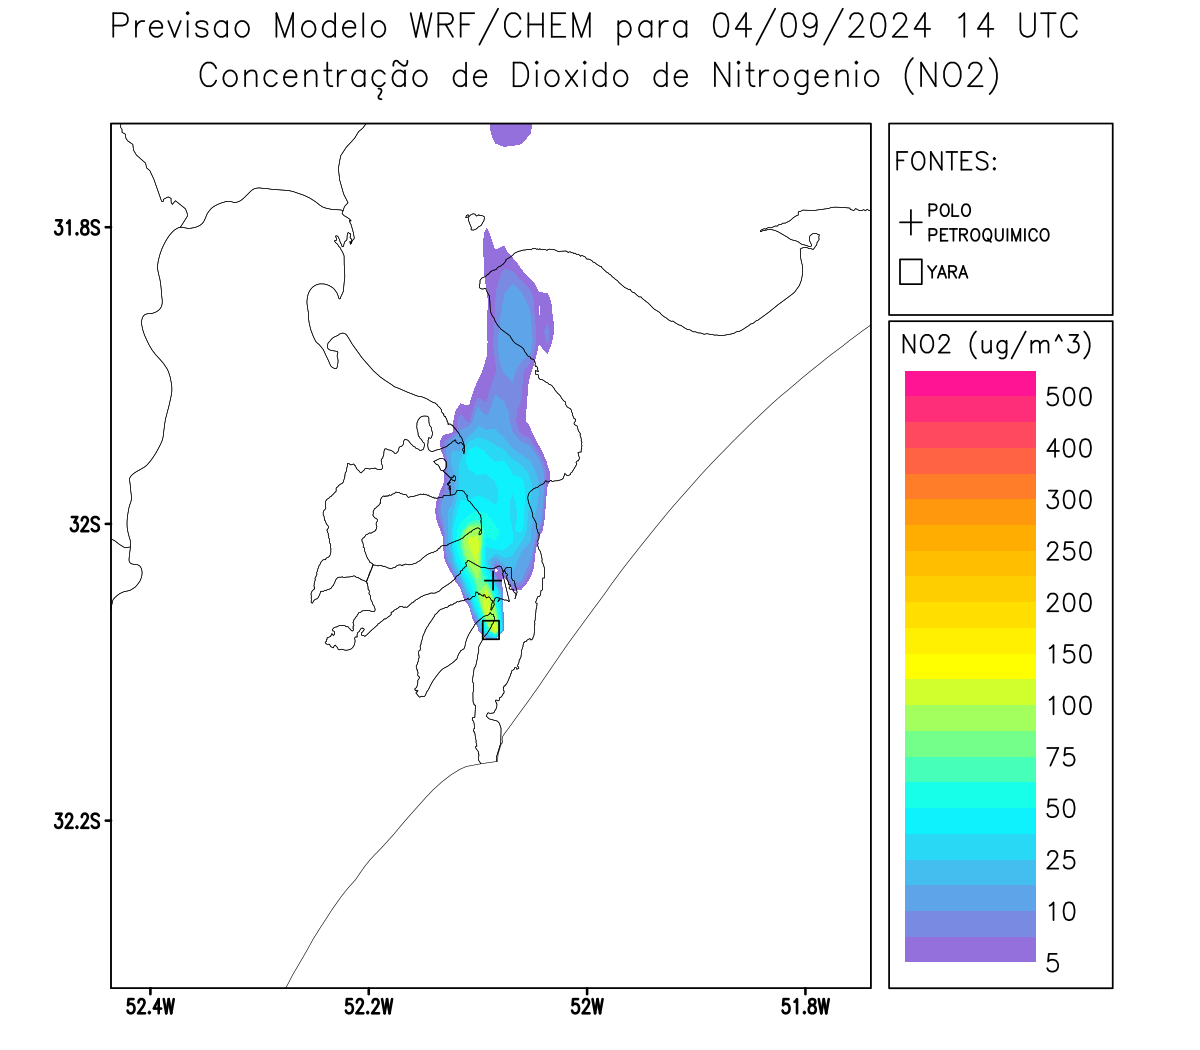 Previsao Modelo WRF/CHEM para 04/09/2024 14 UTC
Concentração de Dioxido de Nitrogenio (NO2)
FONTES:
POLO
PETROQUIMICO
YARA
NO2 (ug/m^3)
500
400
300
250
200
150
100
75
50
25
10
5
31.8S
32S
32.2S
52.4W
52.2W
52W
51.8W